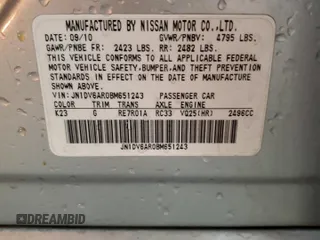 MANUFACTURED BY NISSAN MOTOR CO.,LTD.
DATE: 09/10 GVWR/PNBV: 4795 LBS.
GAWR/PNBE FR: 2423 LBS. RR: 2482 LBS.
THIS VEHICLE CONFORMS TO ALL APPLICABLE FEDERAL
MOTOR VEHICLE SAFETY,BUMPER,AND THEFT PREVENTION
STANDARDS IN EFFECT ON THE DATE OF MANUFACTURE
SHOWN ABOVE.
VIN: JN1DV6AR0BM651243 PASSENGER CAR
COLOR TRIM TRANS AXLE ENGINE
K23 G RE7R01A RC33 VQ25(HR) 2496CC
JN1DV6AR0BM651243
DREAMBID